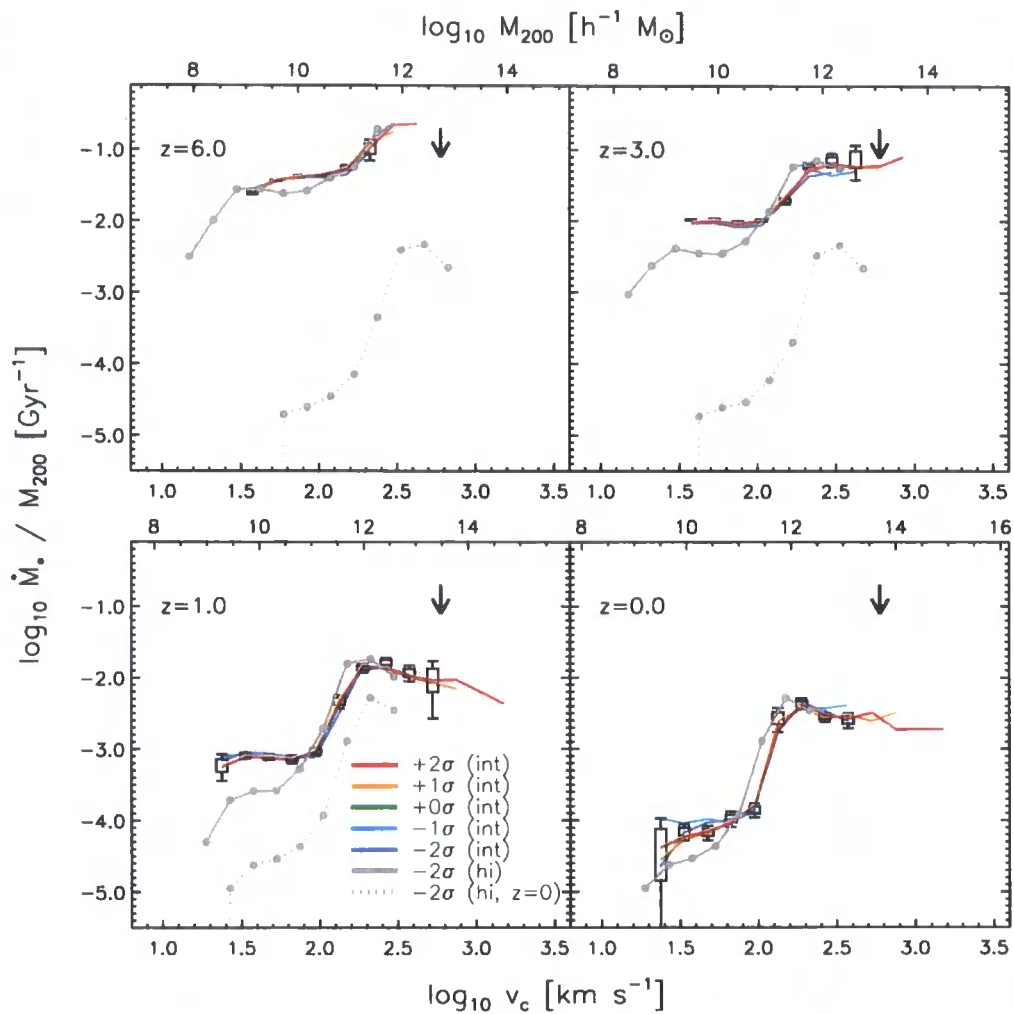 log₁₀ M₂₀₀ [h⁻¹ M☉]
8 10 12 14
8 10 12 14
z=6.0
z=3.0
-1.0
-2.0
-3.0
-4.0
-5.0
1.0 1.5 2.0 2.5 3.0 3.5
1.0 1.5 2.0 2.5 3.0 3.5
log₁₀ Ṁ* / M₂₀₀ [Gyr⁻¹]
8 10 12 14 16
8 10 12 14 16
z=1.0
z=0.0
-1.0
-2.0
-3.0
-4.0
-5.0
+2σ (int)
+1σ (int)
+0σ (int)
-1σ (int)
-2σ (int)
-2σ (hi)
-2σ (hi, z=0)
1.0 1.5 2.0 2.5 3.0 3.5
1.0 1.5 2.0 2.5 3.0 3.5
log₁₀ v_c [km s⁻¹]